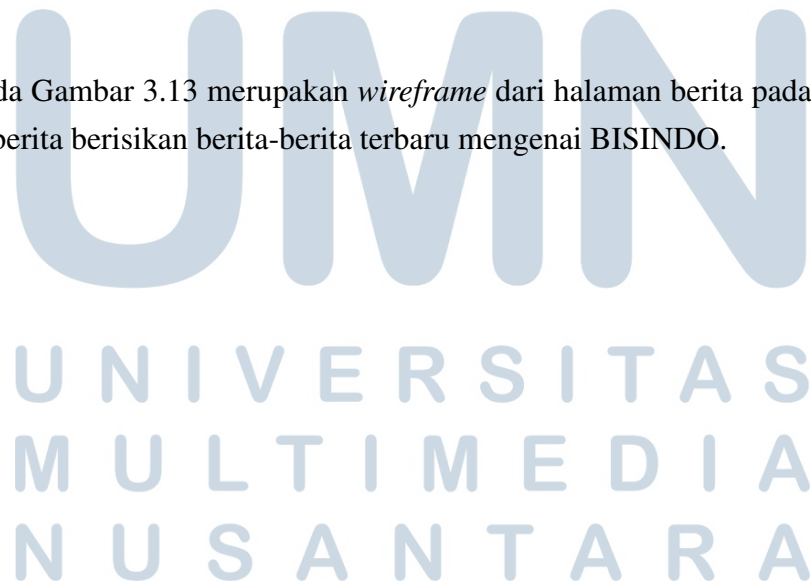 da Gambar 3.13 merupakan wireframe dari halaman berita pada
berita berisikan berita-berita terbaru mengenai BISINDO.
UMN
UNIVERSITAS
MULTIMEDIA
NUSANTARA